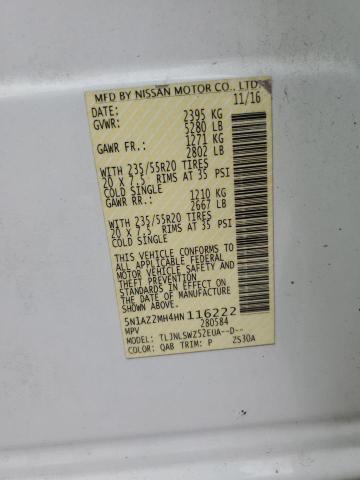 MFD BY NISSAN MOTOR CO., LTD.
DATE: 11/16
GVWR: 2395 KG
5280 LB
GAWR FR.: 1271 KG
2802 LB
WITH 235/55R20 TIRES
20 X 7.5 RIMS AT 35 PSI
COLD SINGLE
GAWR RR.: 1210 KG
2667 LB
WITH 235/55R20 TIRES
20 X 7.5 RIMS AT 35 PSI
COLD SINGLE
THIS VEHICLE CONFORMS TO
ALL APPLICABLE FEDERAL
MOTOR VEHICLE SAFETY AND
THEFT PREVENTION
STANDARDS IN EFFECT ON
THE DATE OF MANUFACTURE
SHOWN ABOVE.
5N1AZ2MH4HN116222
MPV 280584
MODEL: TLJNLSWZ52EUA--D--
COLOR: QAB TRIM: P ZS30A